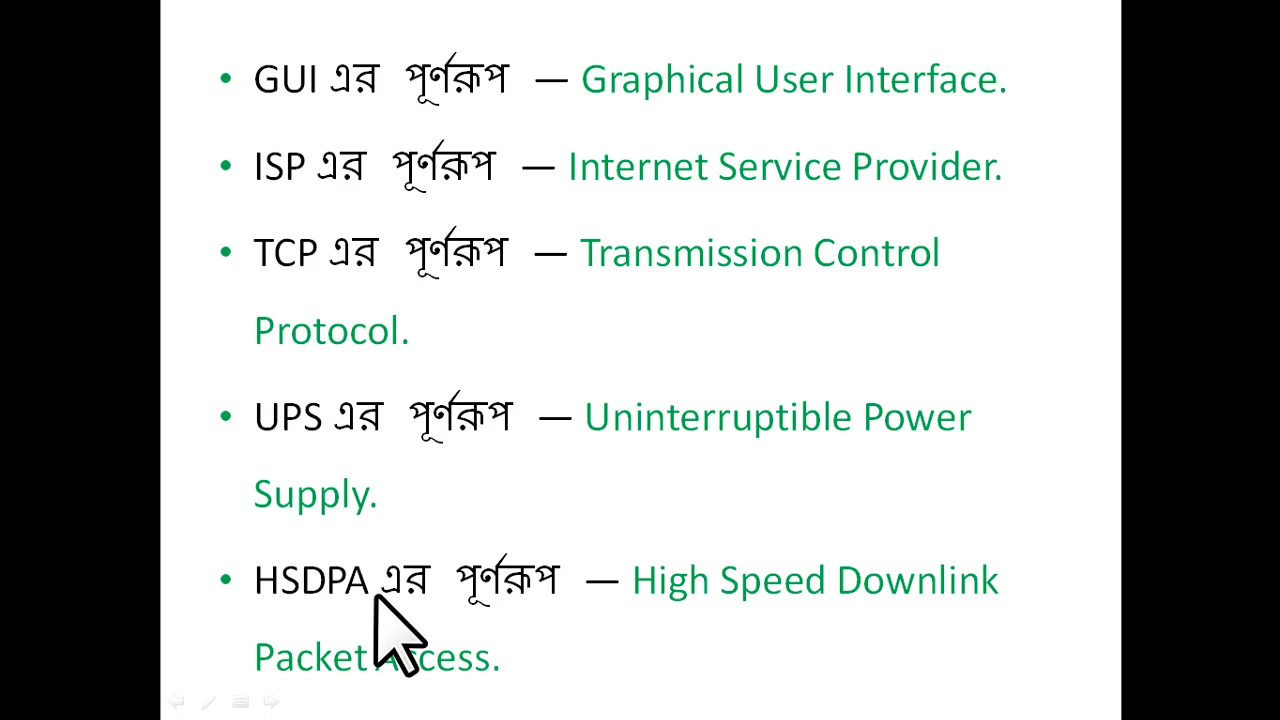 • GUI এর পূর্ণরূপ — Graphical User Interface.
• ISP এর পূর্ণরূপ — Internet Service Provider.
• TCP এর পূর্ণরূপ — Transmission Control
Protocol.
• UPS এর পূর্ণরূপ — Uninterruptible Power
Supply.
• HSDPA এর পূর্ণরূপ — High Speed Downlink
Packet Access.